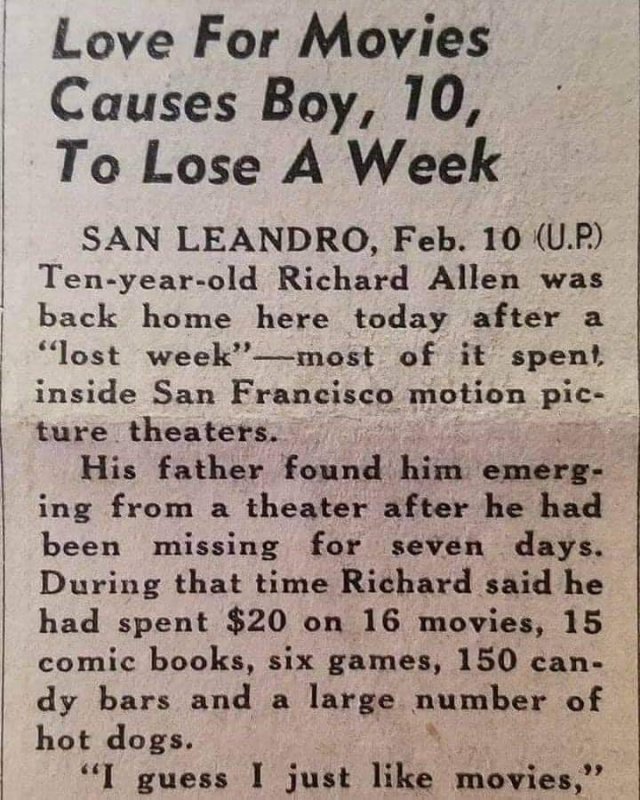 Love For Movies
Causes Boy, 10,
To Lose A Week
SAN LEANDRO, Feb. 10 (U.P.)
Ten-year-old Richard Allen was
back home here today after a
“lost week”—most of it spent
inside San Francisco motion pic-
ture theaters.
His father found him emerg-
ing from a theater after he had
been missing for seven days.
During that time Richard said he
had spent $20 on 16 movies, 15
comic books, six games, 150 can-
dy bars and a large number of
hot dogs.
“I guess I just like movies,”